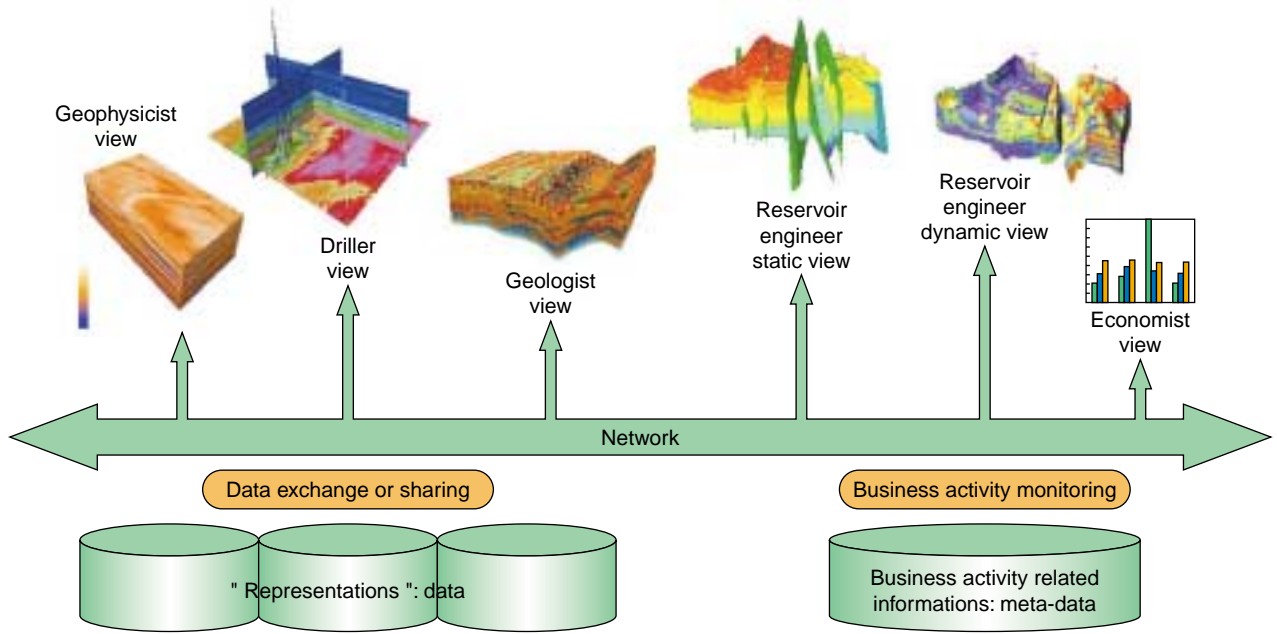 Geophysicist
view
Driller
view
Geologist
view
Reservoir
engineer
static view
Reservoir
engineer
dynamic view
Economist
view
Network
Data exchange or sharing
Business activity monitoring
" Representations ": data
Business activity related
informations: meta-data